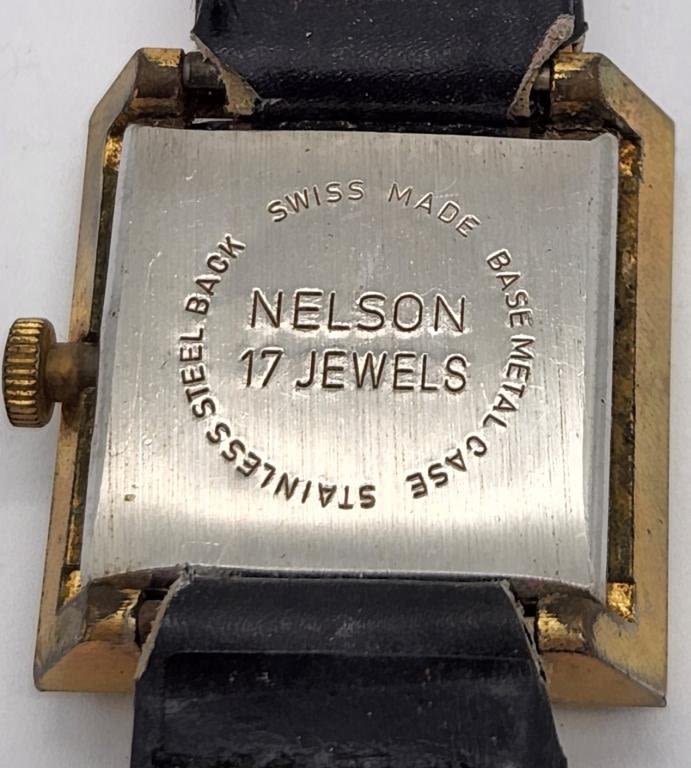 SWISS MADE BASE METAL CASE STAINLESS STEEL BACK
NELSON
17 JEWELS